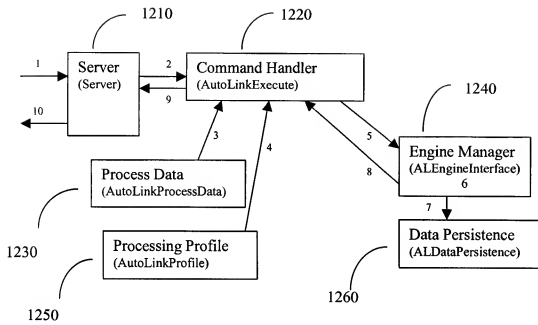 1210
1220
1
Server
(Server)
2
9
10
Command Handler
(AutoLinkExecute)
1240
3
4
5
8
Engine Manager
(ALEngineInterface)
6
Process Data
(AutoLinkProcessData)
7
1230
Processing Profile
(AutoLinkProfile)
Data Persistence
(ALDataPersistence)
1250
1260